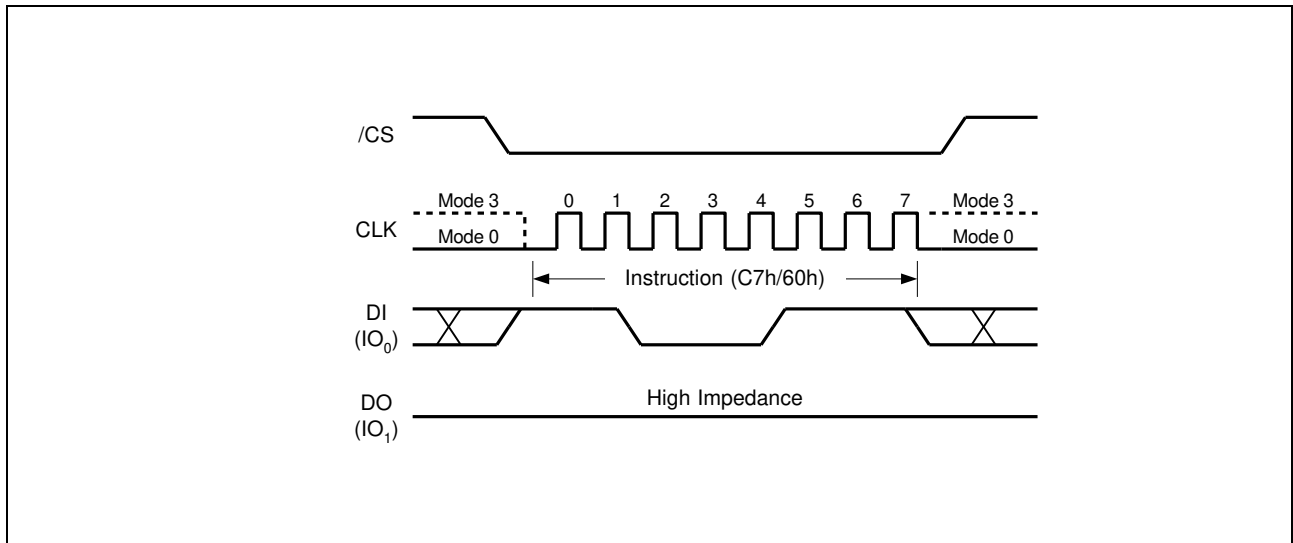 /CS
Mode 3 0 1 2 3 4 5 6 7 Mode 3
CLK
Mode 0 Mode 0
Instruction (C7h/60h)
DI
(IO₀)
High Impedance
DO
(IO₁)